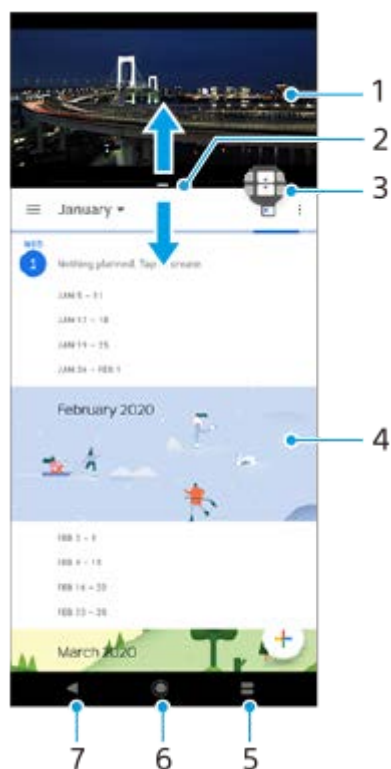 1
2
3
January
WED
1
Nothing planned. Tap to create.
JAN 5 – 11
JAN 12 – 18
JAN 19 – 25
JAN 26 – FEB 1
February 2020
4
FEB 2 – 8
FEB 9 – 15
FEB 16 – 22
FEB 23 – 29
March 2020
7
6
5